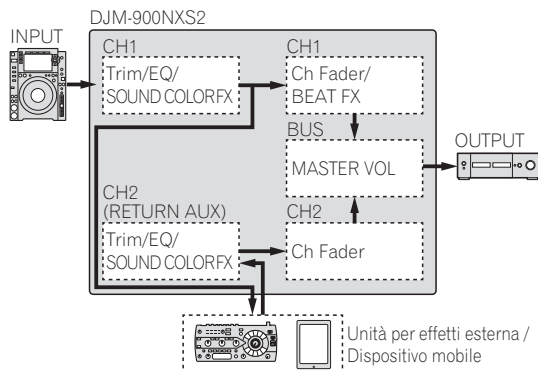 DJM-900NXS2
INPUT
CH1
Trim/EQ/
SOUND COLORFX
CH1
Ch Fader/
BEAT FX
BUS
MASTER VOL
OUTPUT
CH2
(RETURN AUX)
Trim/EQ/
SOUND COLORFX
CH2
Ch Fader
Unità per effetti esterna /
Dispositivo mobile